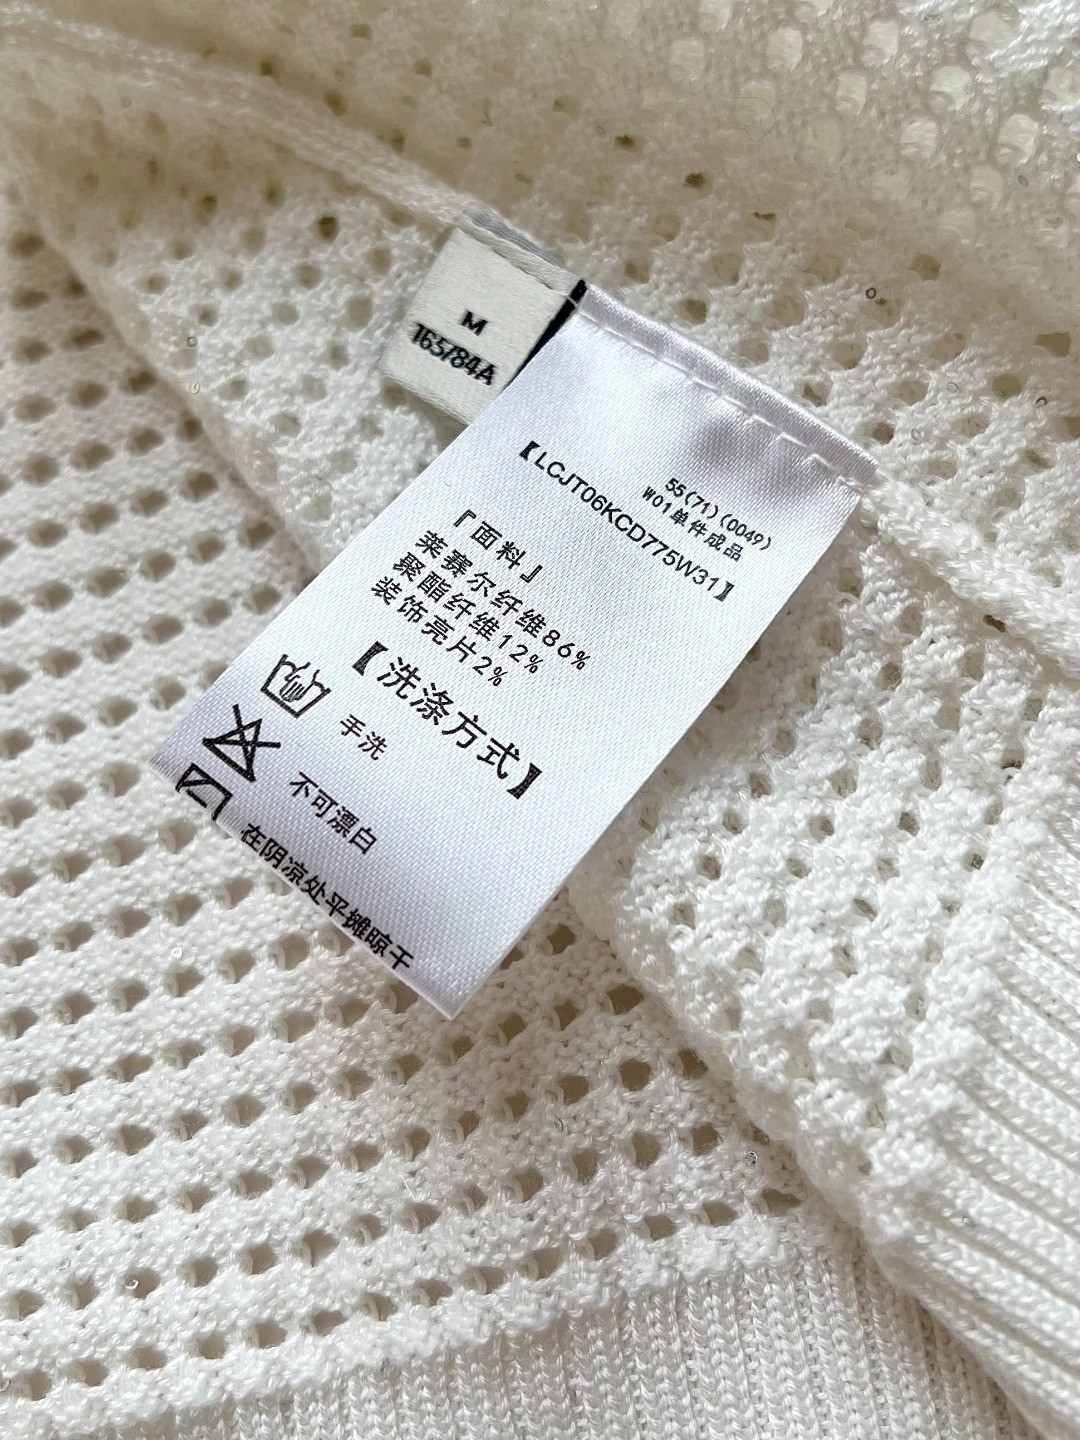 M
165/84A
55(71)(0049)
W01单件成品
【LCJT06KCD775W31】
『面料』
莱赛尔纤维86%
聚酯纤维12%
装饰亮片2%
【洗涤方式】
手洗
不可漂白
在阴凉处平摊晾干